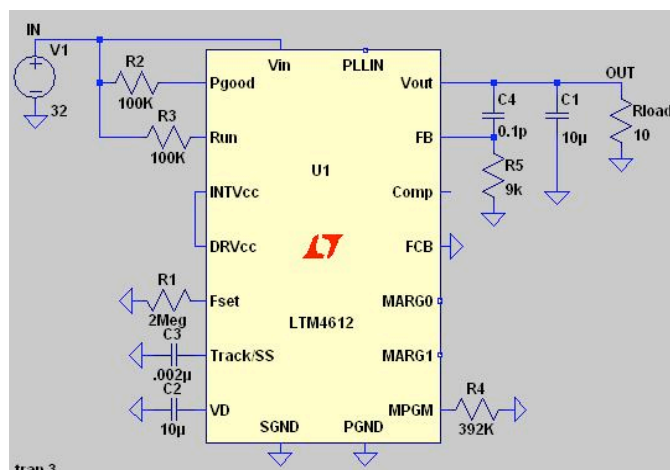 IN
V1
32
R2
100K
R3
100K
Vin
PLLIN
Pgood
Run
INTVcc
DRVcc
Fset
Track/SS
VD
SGND
PGND
U1
LTM4612
Vout
FB
Comp
FCB
MARG0
MARG1
MPGM
R1
2Meg
C3
.002µ
C2
10µ
C4
0.1p
C1
10µ
R5
9k
OUT
Rload
10
R4
392K